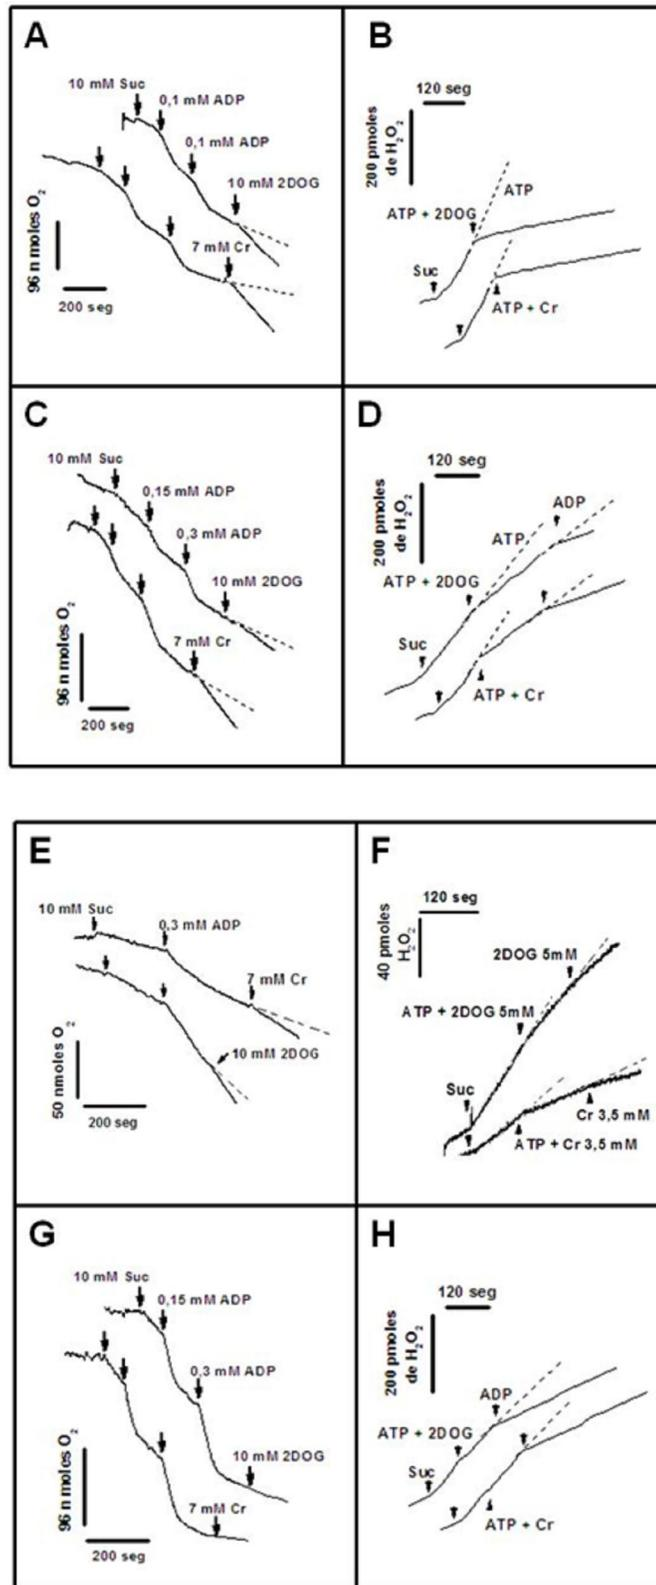 A
10 mM Suc
0,1 mM ADP
0,1 mM ADP
10 mM 2DOG
7 mM Cr
96 n moles O2
200 seg
B
120 seg
200 pmoles
de H2O2
ATP
ATP + 2DOG
Suc
ATP + Cr
C
10 mM Suc
0,15 mM ADP
0,3 mM ADP
10 mM 2DOG
7 mM Cr
96 n moles O2
200 seg
D
120 seg
200 pmoles
de H2O2
ADP
ATP
ATP + 2DOG
Suc
ATP + Cr
E
10 mM Suc
0,3 mM ADP
7 mM Cr
10 mM 2DOG
50 nmoles O2
200 seg
F
120 seg
40 pmoles
H2O2
2DOG 5mM
ATP + 2DOG 5mM
Suc
Cr 3,5 mM
ATP + Cr 3,5 mM
G
10 mM Suc
0,15 mM ADP
0,3 mM ADP
10 mM 2DOG
7 mM Cr
96 n moles O2
200 seg
H
120 seg
200 pmoles
de H2O2
ADP
ATP + 2DOG
Suc
ATP + Cr